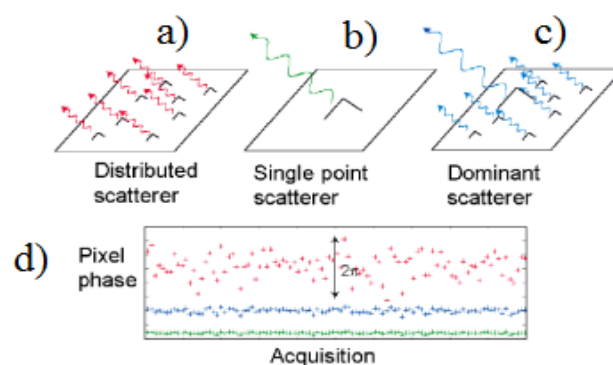 a)
b)
c)
Distributed
scatterer
Single point
scatterer
Dominant
scatterer
d)
Pixel
phase
2π
Acquisition